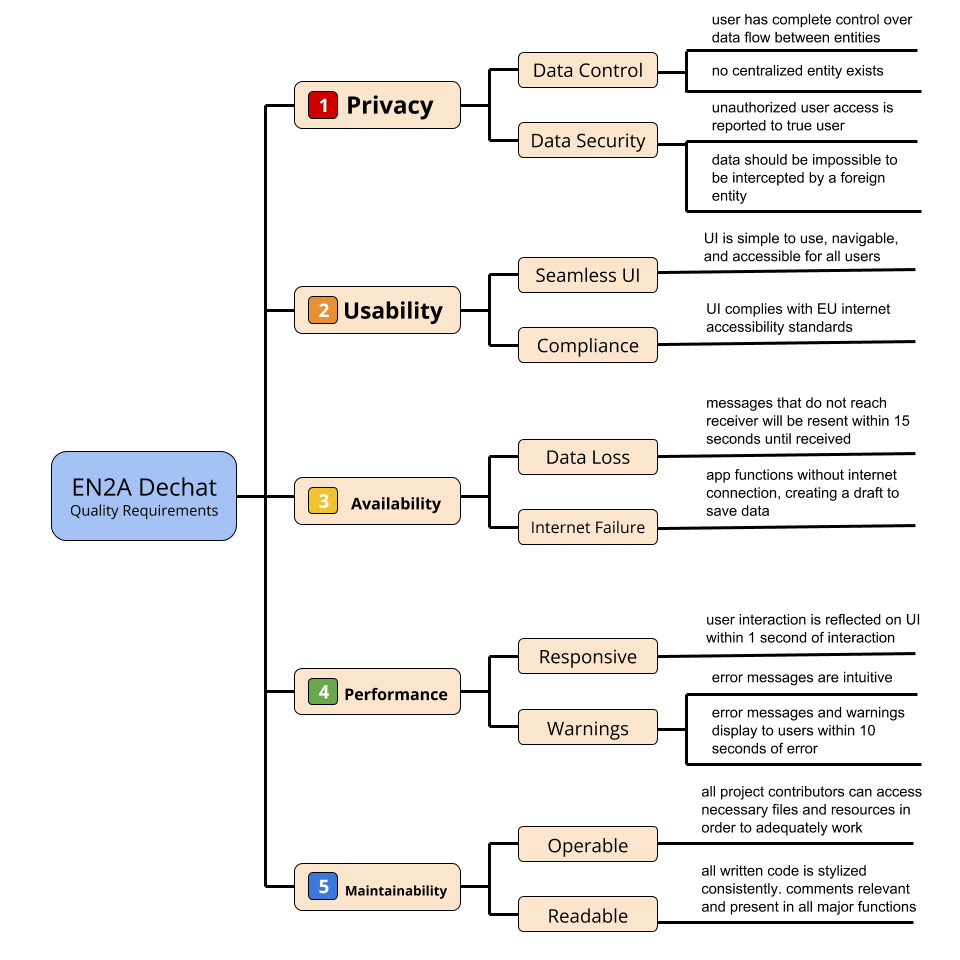 EN2A Dechat
Quality Requirements
1 Privacy
Data Control
user has complete control over
data flow between entities
no centralized entity exists
Data Security
unauthorized user access is
reported to true user
data should be impossible to
be intercepted by a foreign
entity
2 Usability
Seamless UI
UI is simple to use, navigable,
and accessible for all users
Compliance
UI complies with EU internet
accessibility standards
3 Availability
Data Loss
messages that do not reach
receiver will be resent within 15
seconds until received
Internet Failure
app functions without internet
connection, creating a draft to
save data
4 Performance
Responsive
user interaction is reflected on UI
within 1 second of interaction
Warnings
error messages are intuitive
error messages and warnings
display to users within 10
seconds of error
5 Maintainability
Operable
all project contributors can access
necessary files and resources in
order to adequately work
Readable
all written code is stylized
consistently. comments relevant
and present in all major functions